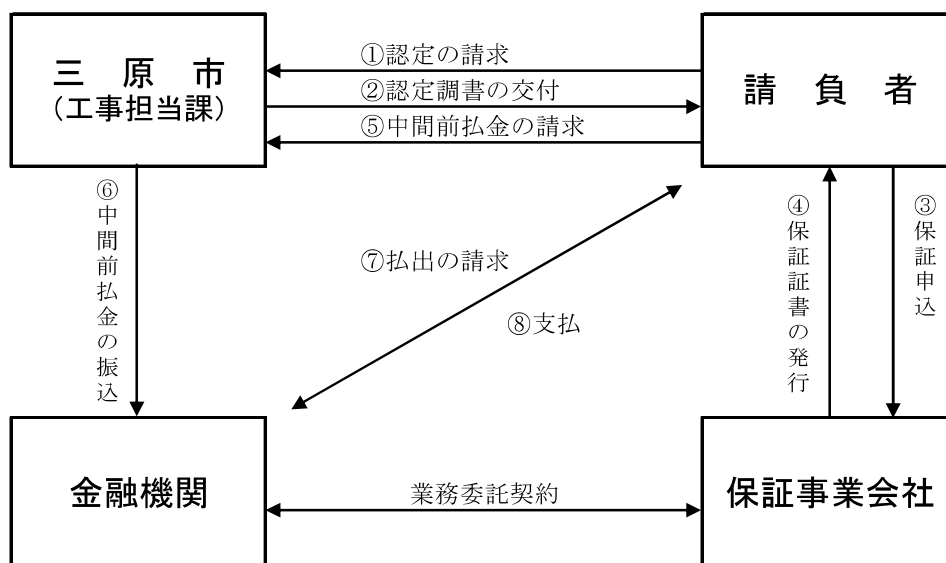 ①認定の請求
三 原 市
(工事担当課)
②認定調書の交付
請 負 者
⑤中間前払金の請求
⑥中間前払金の振込
④保証証書の発行
③保証申込
⑦払出の請求
⑧支払
金融機関
業務委託契約
保証事業会社